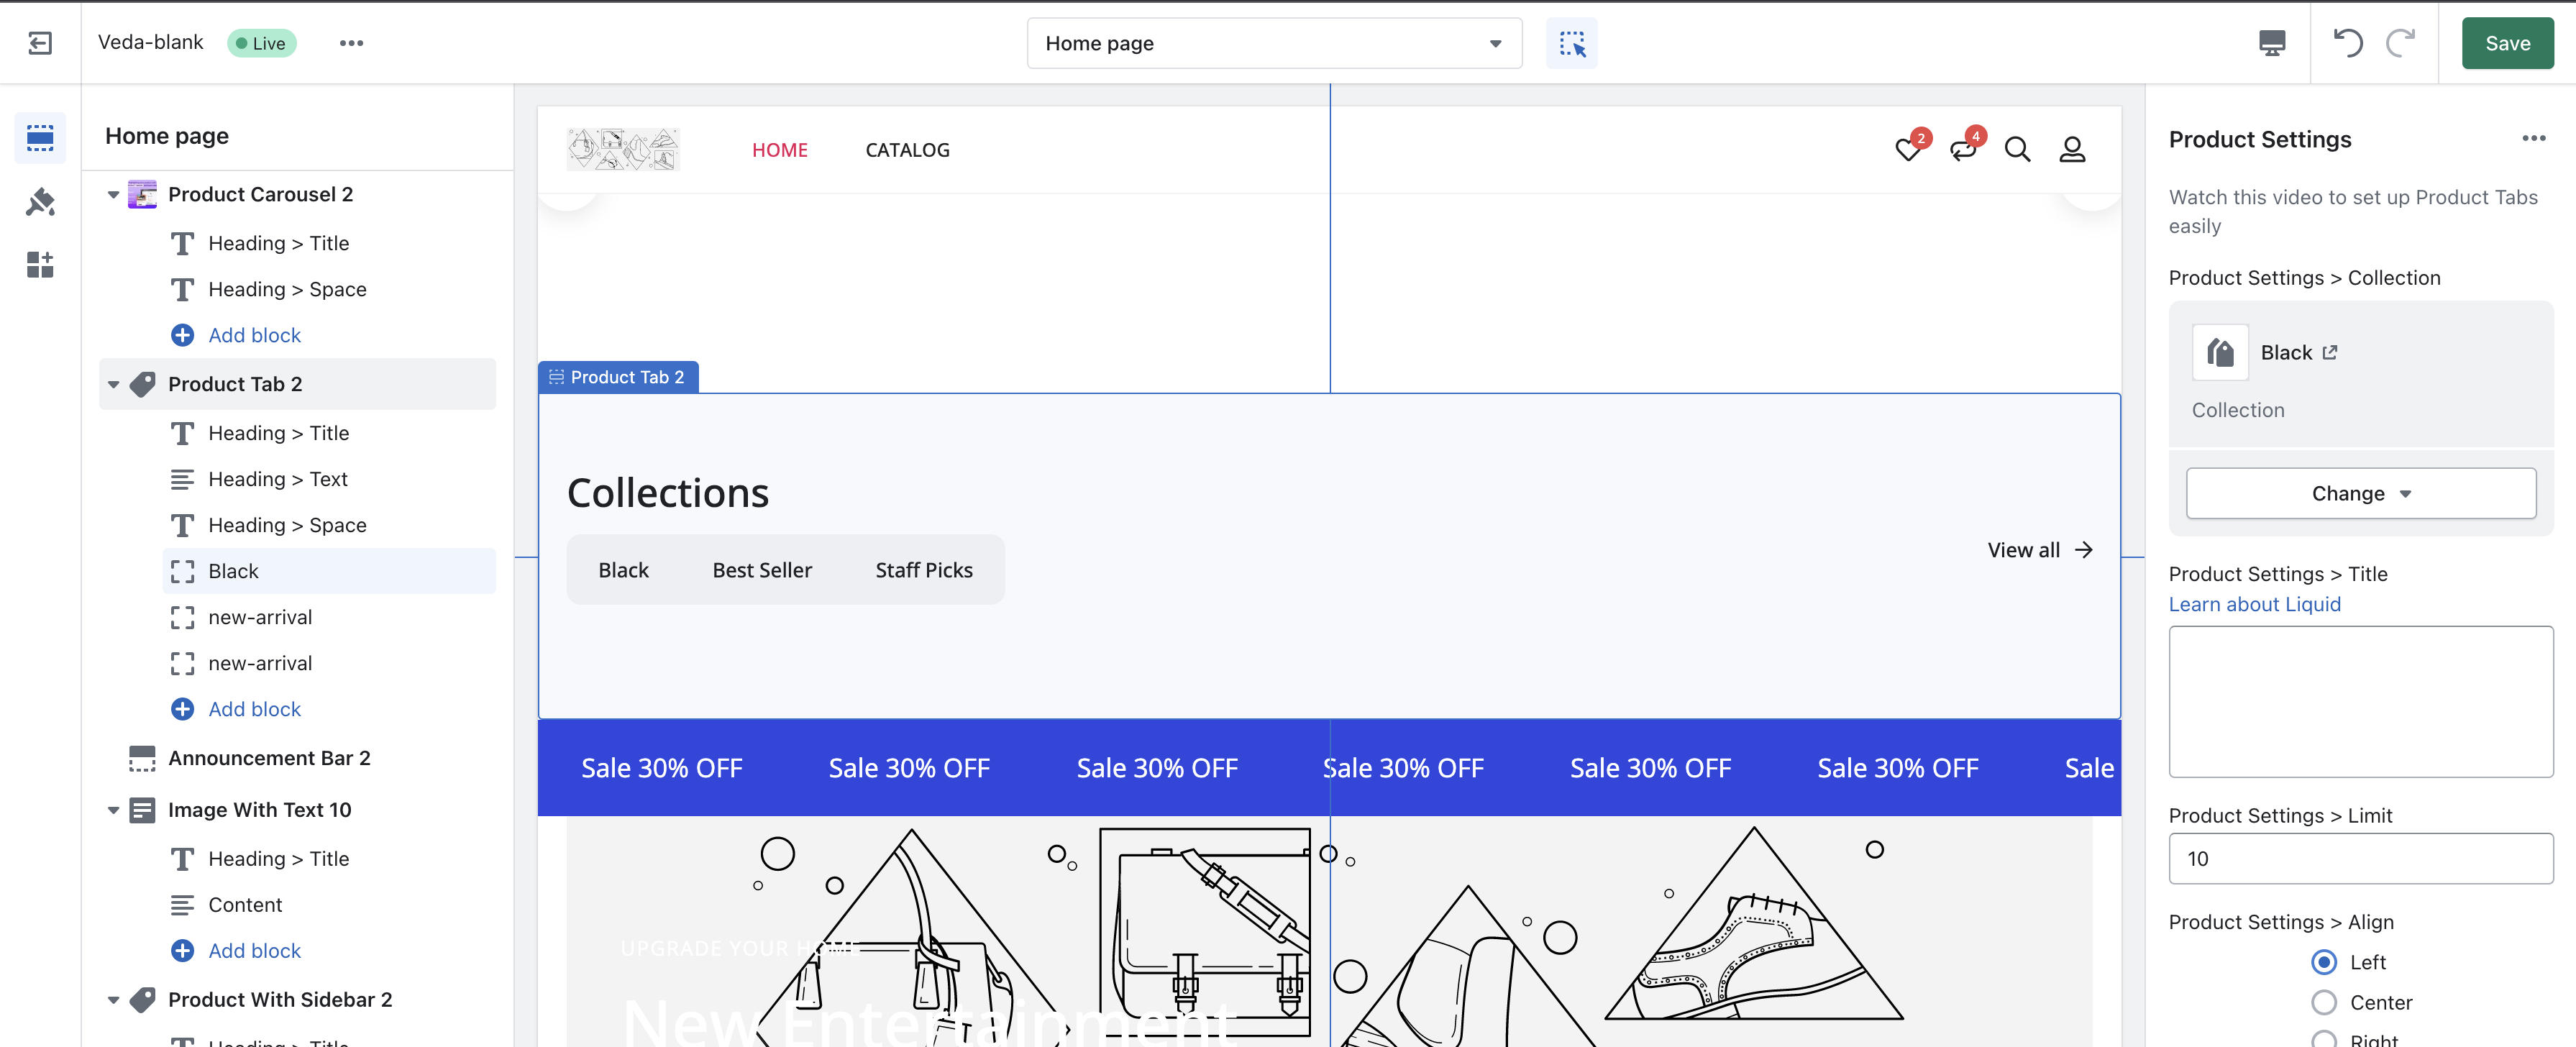 Veda-blank
Live
Home page
Save
Home page
Product Carousel 2
Heading > Title
Heading > Space
Add block
Product Tab 2
Heading > Title
Heading > Text
Heading > Space
Black
new-arrival
new-arrival
Add block
Announcement Bar 2
Image With Text 10
Heading > Title
Content
Add block
Product With Sidebar 2
Heading > Title
HOME
CATALOG
2
4
Product Tab 2
Collections
Black
Best Seller
Staff Picks
View all
Sale 30% OFF
Sale 30% OFF
Sale 30% OFF
Sale 30% OFF
Sale 30% OFF
Sale 30% OFF
Sale
UPGRADE YOUR HOME
New Entertainment
Product Settings
Watch this video to set up Product Tabs
easily
Product Settings > Collection
Black
Collection
Change
Product Settings > Title
Learn about Liquid
Product Settings > Limit
10
Product Settings > Align
Left
Center
Right